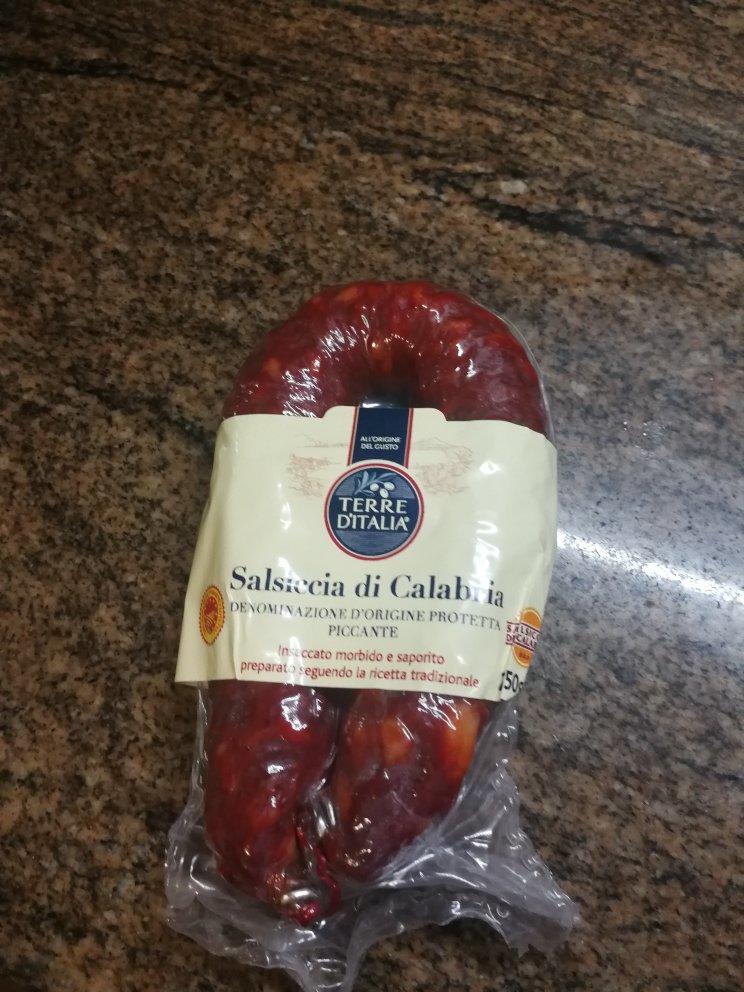 ALL'ORIGINE
DEL GUSTO
TERRE
D'ITALIA
Salsiccia di Calabria
DENOMINAZIONE D'ORIGINE PROTETTA
PICCANTE
Insaccato morbido e saporito
preparato seguendo la ricetta tradizionale